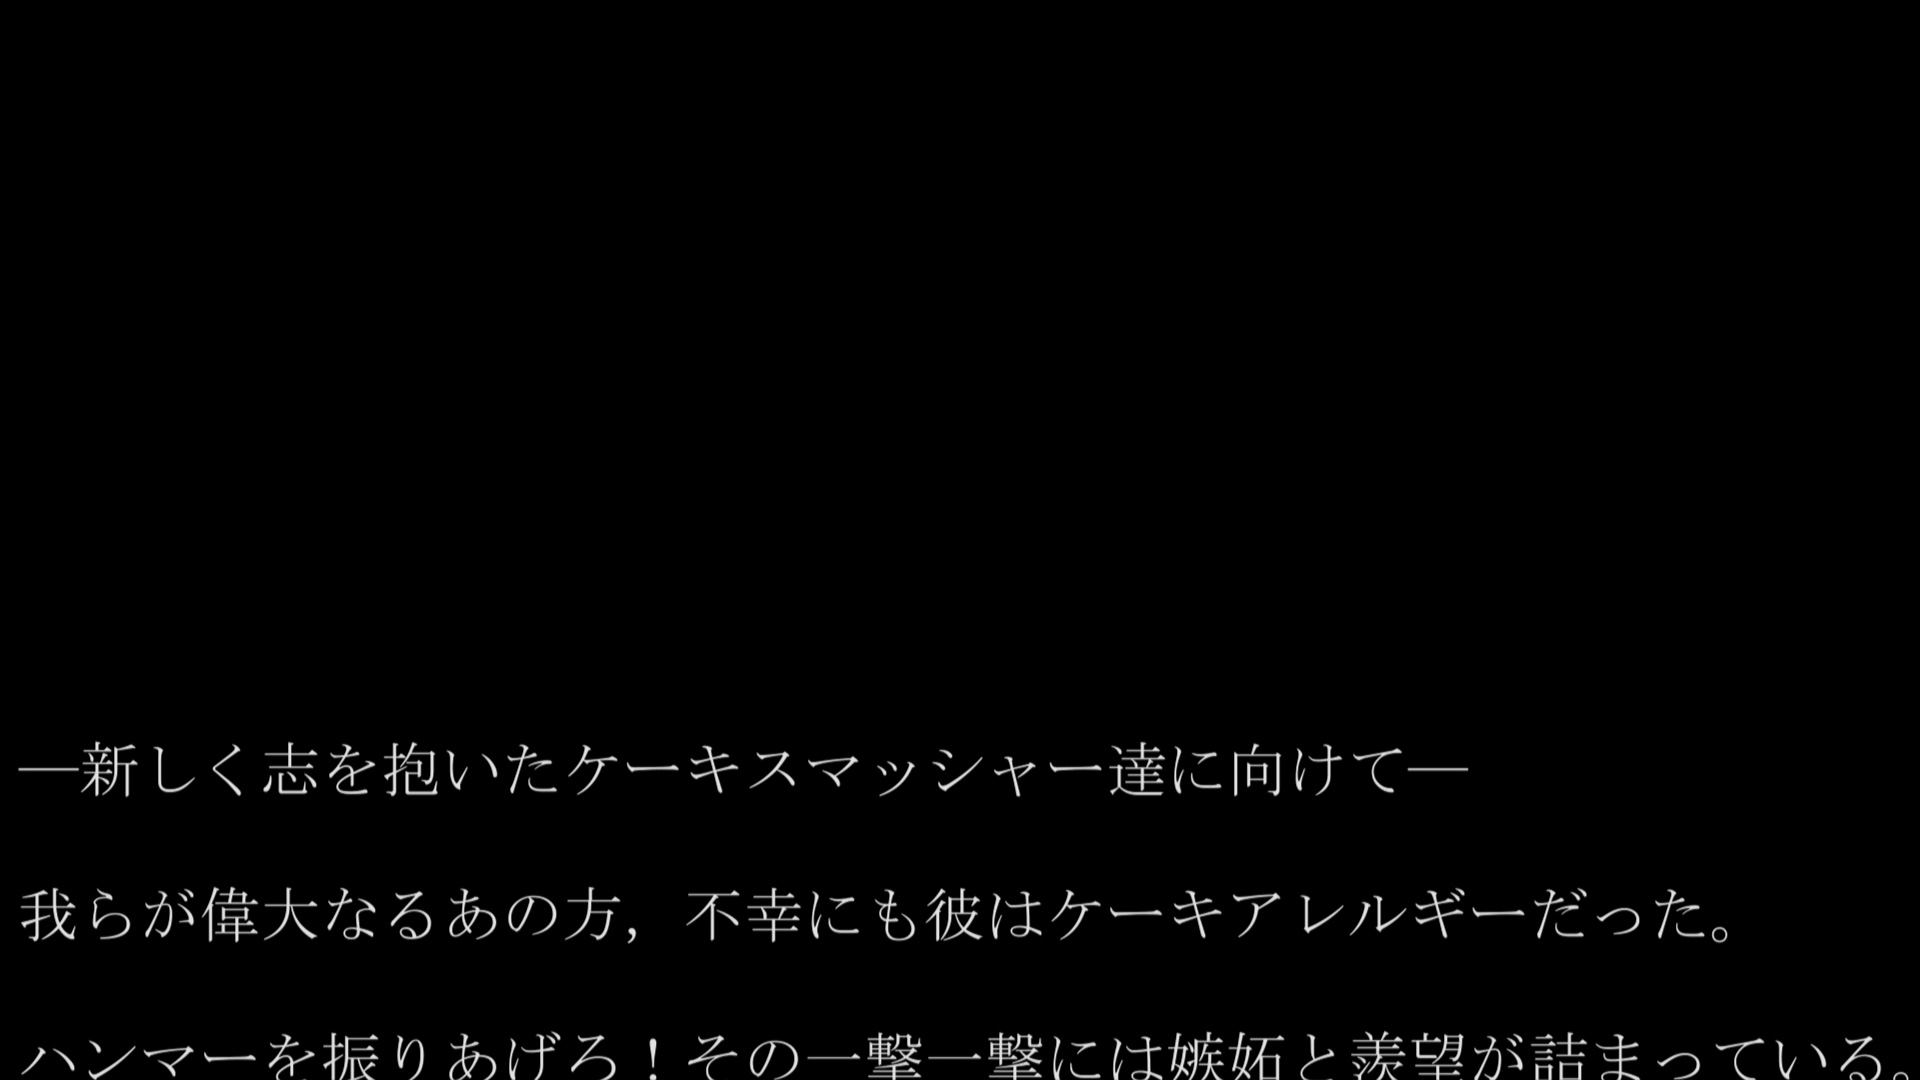 ―新しく志を抱いたケーキスマッシャー達に向けて―
我らが偉大なるあの方，不幸にも彼はケーキアレルギーだった。
ハンマーを振りあげろ！その一撃一撃には嫉妬と羨望が詰まっている。